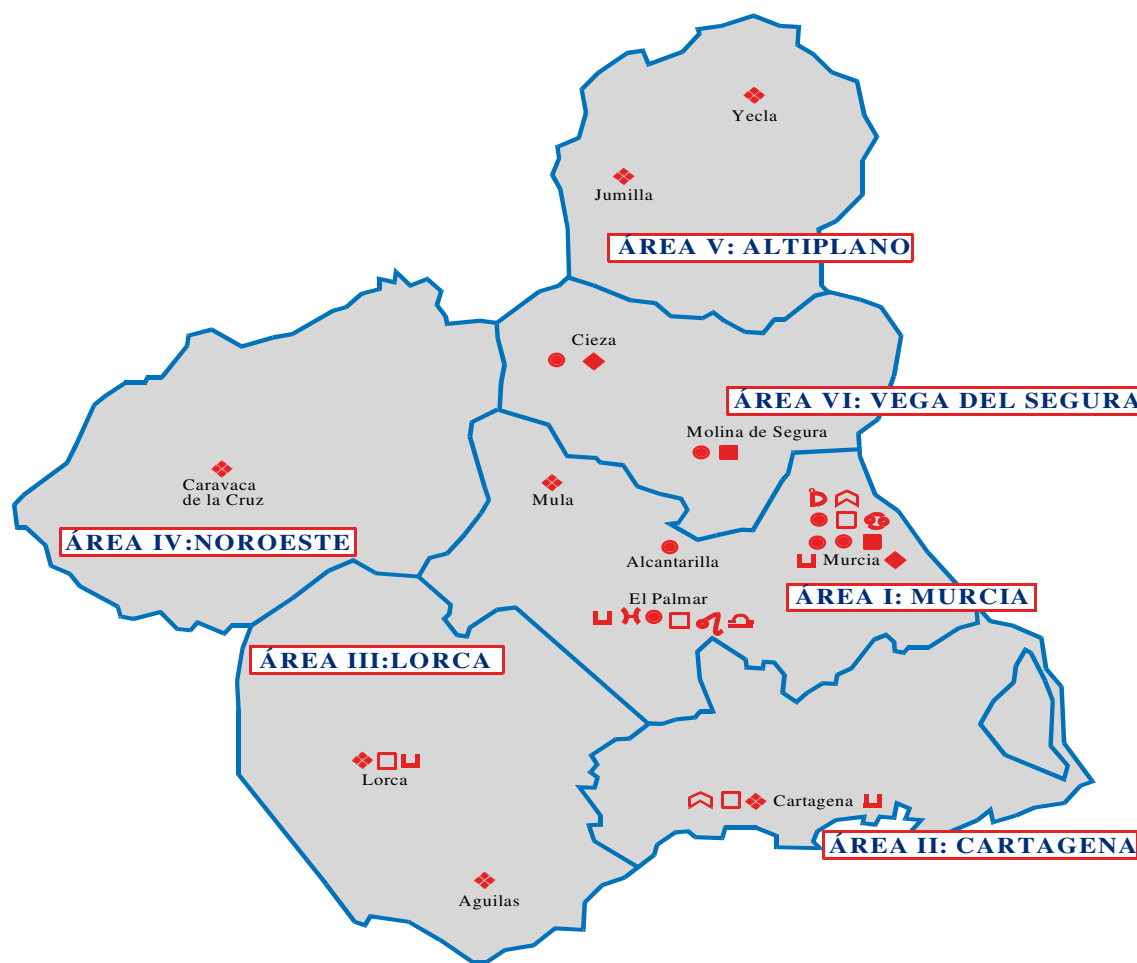 Yecla
Jumilla
ÁREA V: ALTIPLANO
Cieza
ÁREA VI: VEGA DEL SEGURA
Molina de Segura
Caravaca
de la Cruz
Mula
ÁREA IV:NOROESTE
Alcantarilla
Murcia
El Palmar
ÁREA I: MURCIA
ÁREA III:LORCA
Lorca
Cartagena
ÁREA II: CARTAGENA
Aguilas